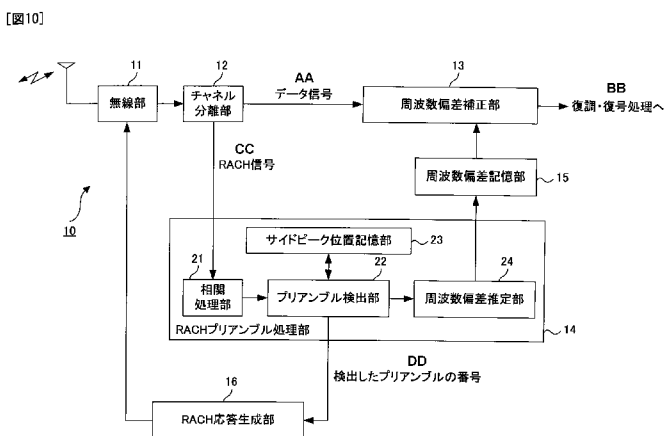 [図10]
11
無線部
12
チャネル
分離部
AA
データ信号
13
周波数偏差補正部
BB
復調・復号処理へ
CC
RACH信号
周波数偏差記憶部
15
10
サイドピーク位置記憶部
23
21
相関
処理部
22
プリアンブル検出部
24
周波数偏差推定部
RACHプリアンブル処理部
14
DD
検出したプリアンブルの番号
16
RACH応答生成部